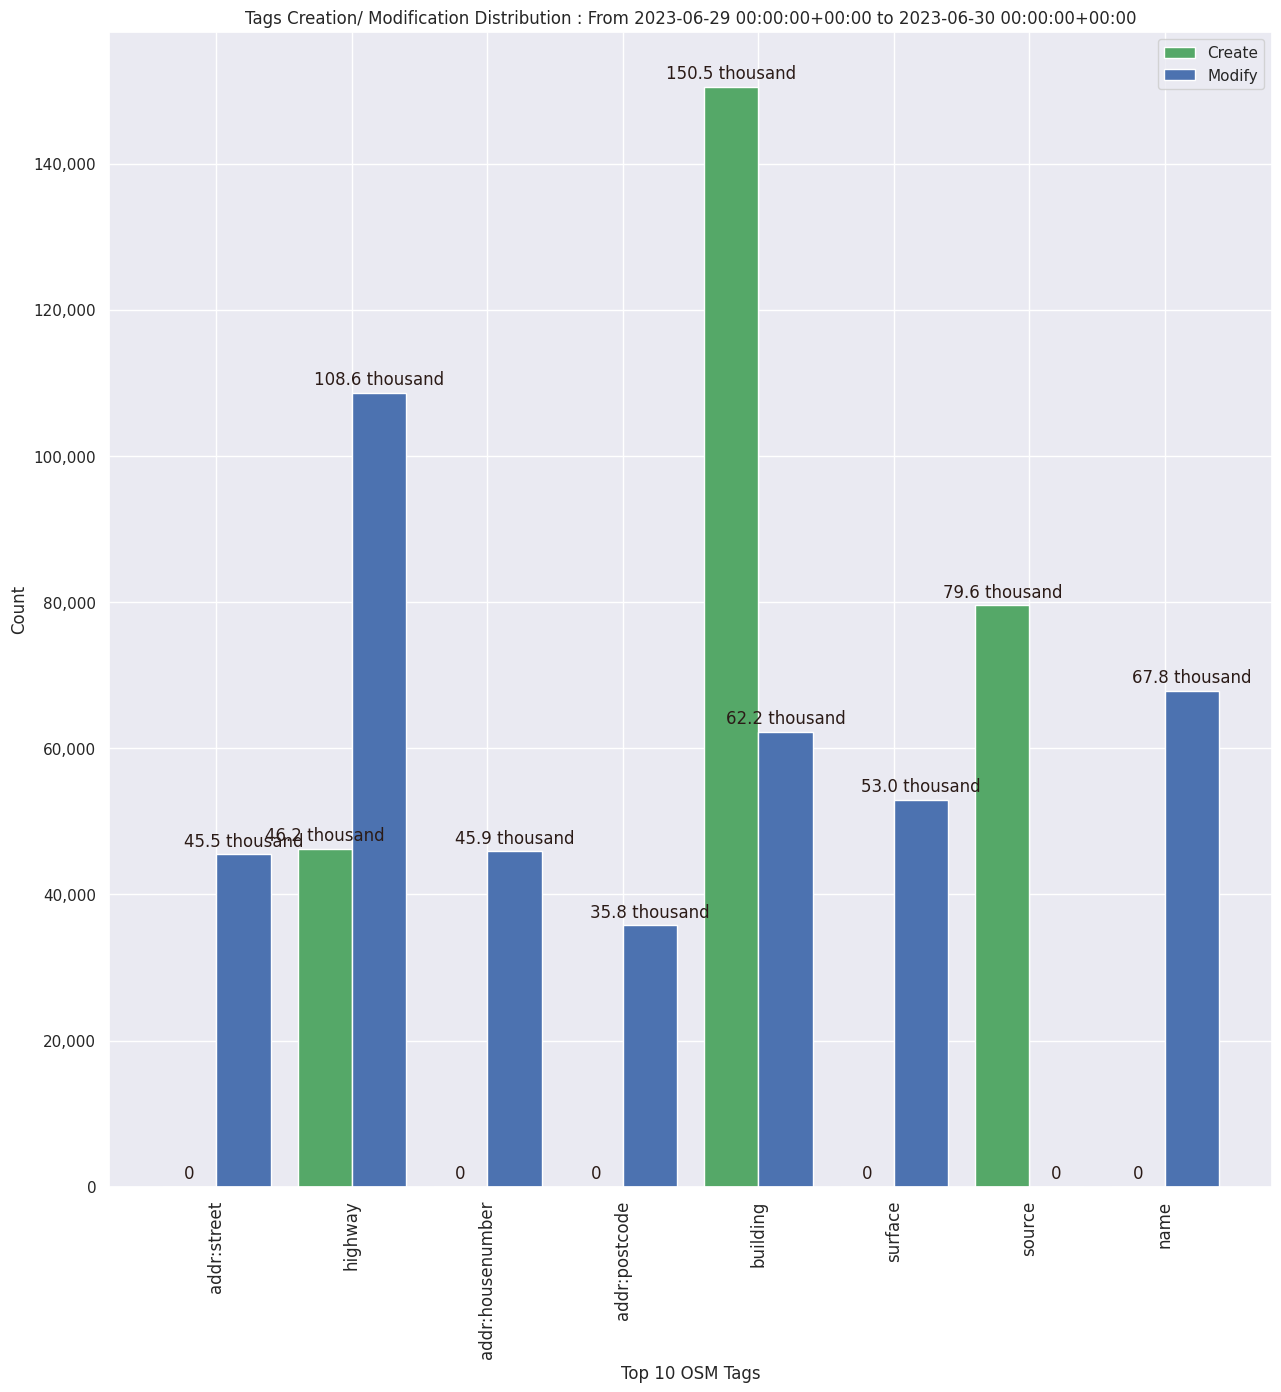 Tags Creation/ Modification Distribution : From 2023-06-29 00:00:00+00:00 to 2023-06-30 00:00:00+00:00
Create
Modify
150.5 thousand
140,000
120,000
108.6 thousand
100,000
79.6 thousand
80,000
67.8 thousand
62.2 thousand
60,000
53.0 thousand
45.5 thousand
46.2 thousand
45.9 thousand
40,000
35.8 thousand
20,000
0
0
0
0
0
0
0
Count
addr:street
highway
addr:housenumber
addr:postcode
building
surface
source
name
Top 10 OSM Tags